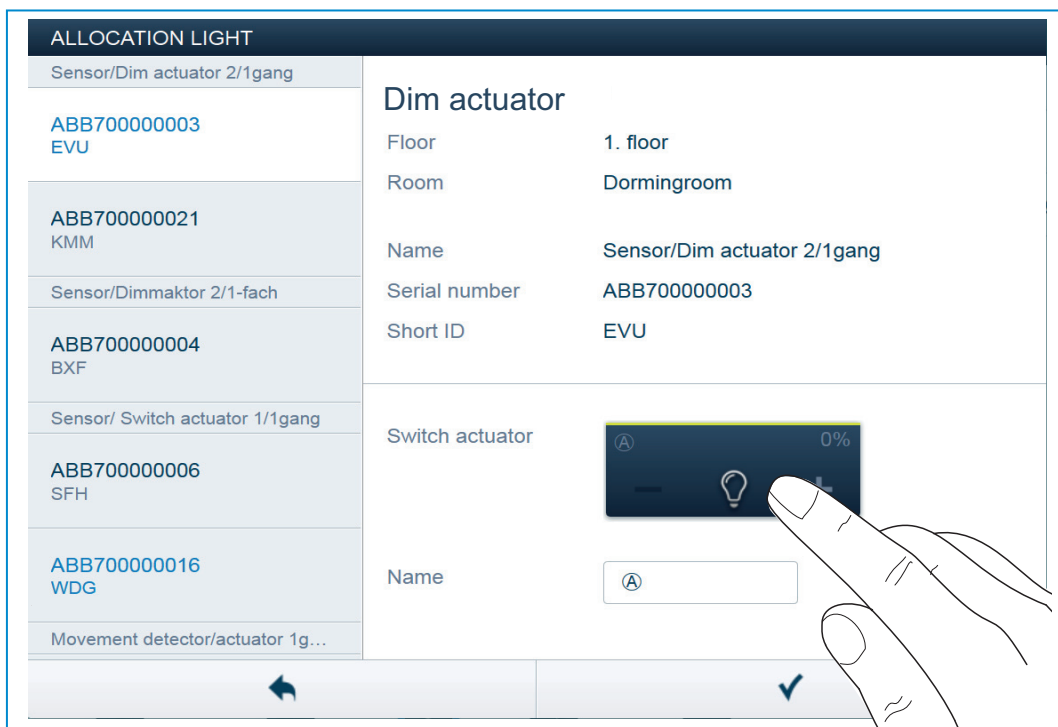 ALLOCATION LIGHT
Sensor/Dim actuator 2/1gang
ABB700000003
EVU
ABB700000021
KMM
Sensor/Dimmaktor 2/1-fach
ABB700000004
BXF
Sensor/ Switch actuator 1/1gang
ABB700000006
SFH
ABB700000016
WDG
Movement detector/actuator 1g...
Dim actuator
Floor 1. floor
Room Dormingroom
Name Sensor/Dim actuator 2/1gang
Serial number ABB700000003
Short ID EVU
Switch actuator
Ⓐ 0%
− +
Name Ⓐ